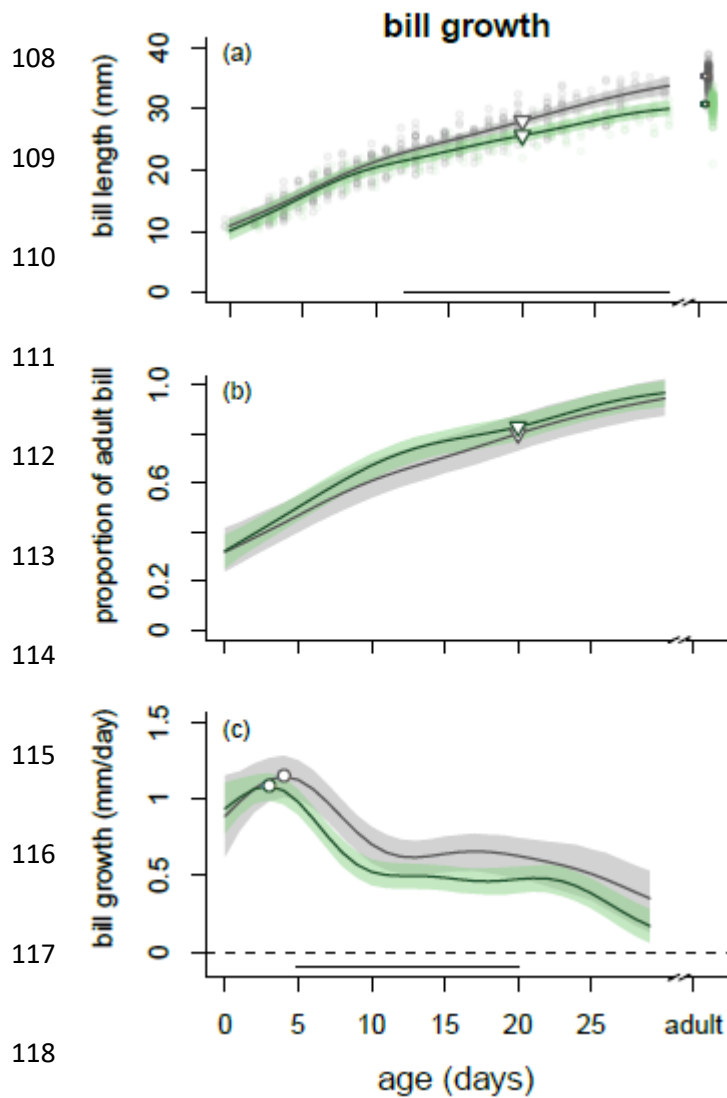 bill growth
108
109
110
111
112
113
114
115
116
117
118
(a)
bill length (mm)
40
30
20
10
0
(b)
proportion of adult bill
1.0
0.6
0.2
0
(c)
bill growth (mm/day)
1.5
1
0.5
0
0 5 10 15 20 25 adult
age (days)